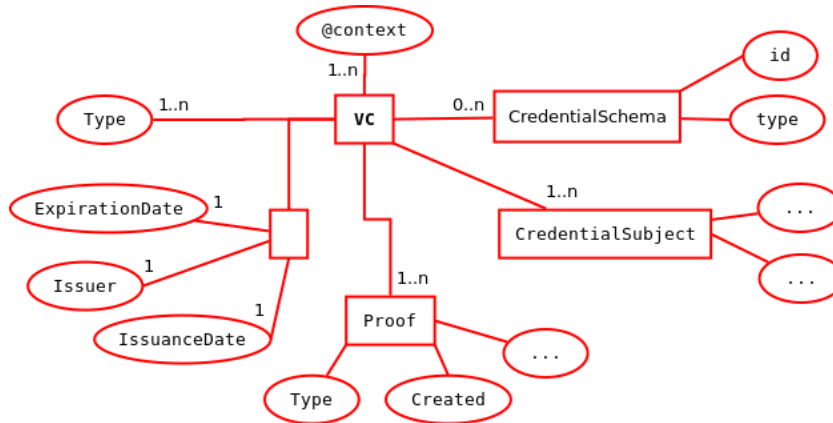 @context
1..n
id
1..n
0..n
CredentialSchema
Type
VC
type
1..n
ExpirationDate
1
...
CredentialSubject
1
Issuer
...
1..n
1
Proof
IssuanceDate
...
Type
Created